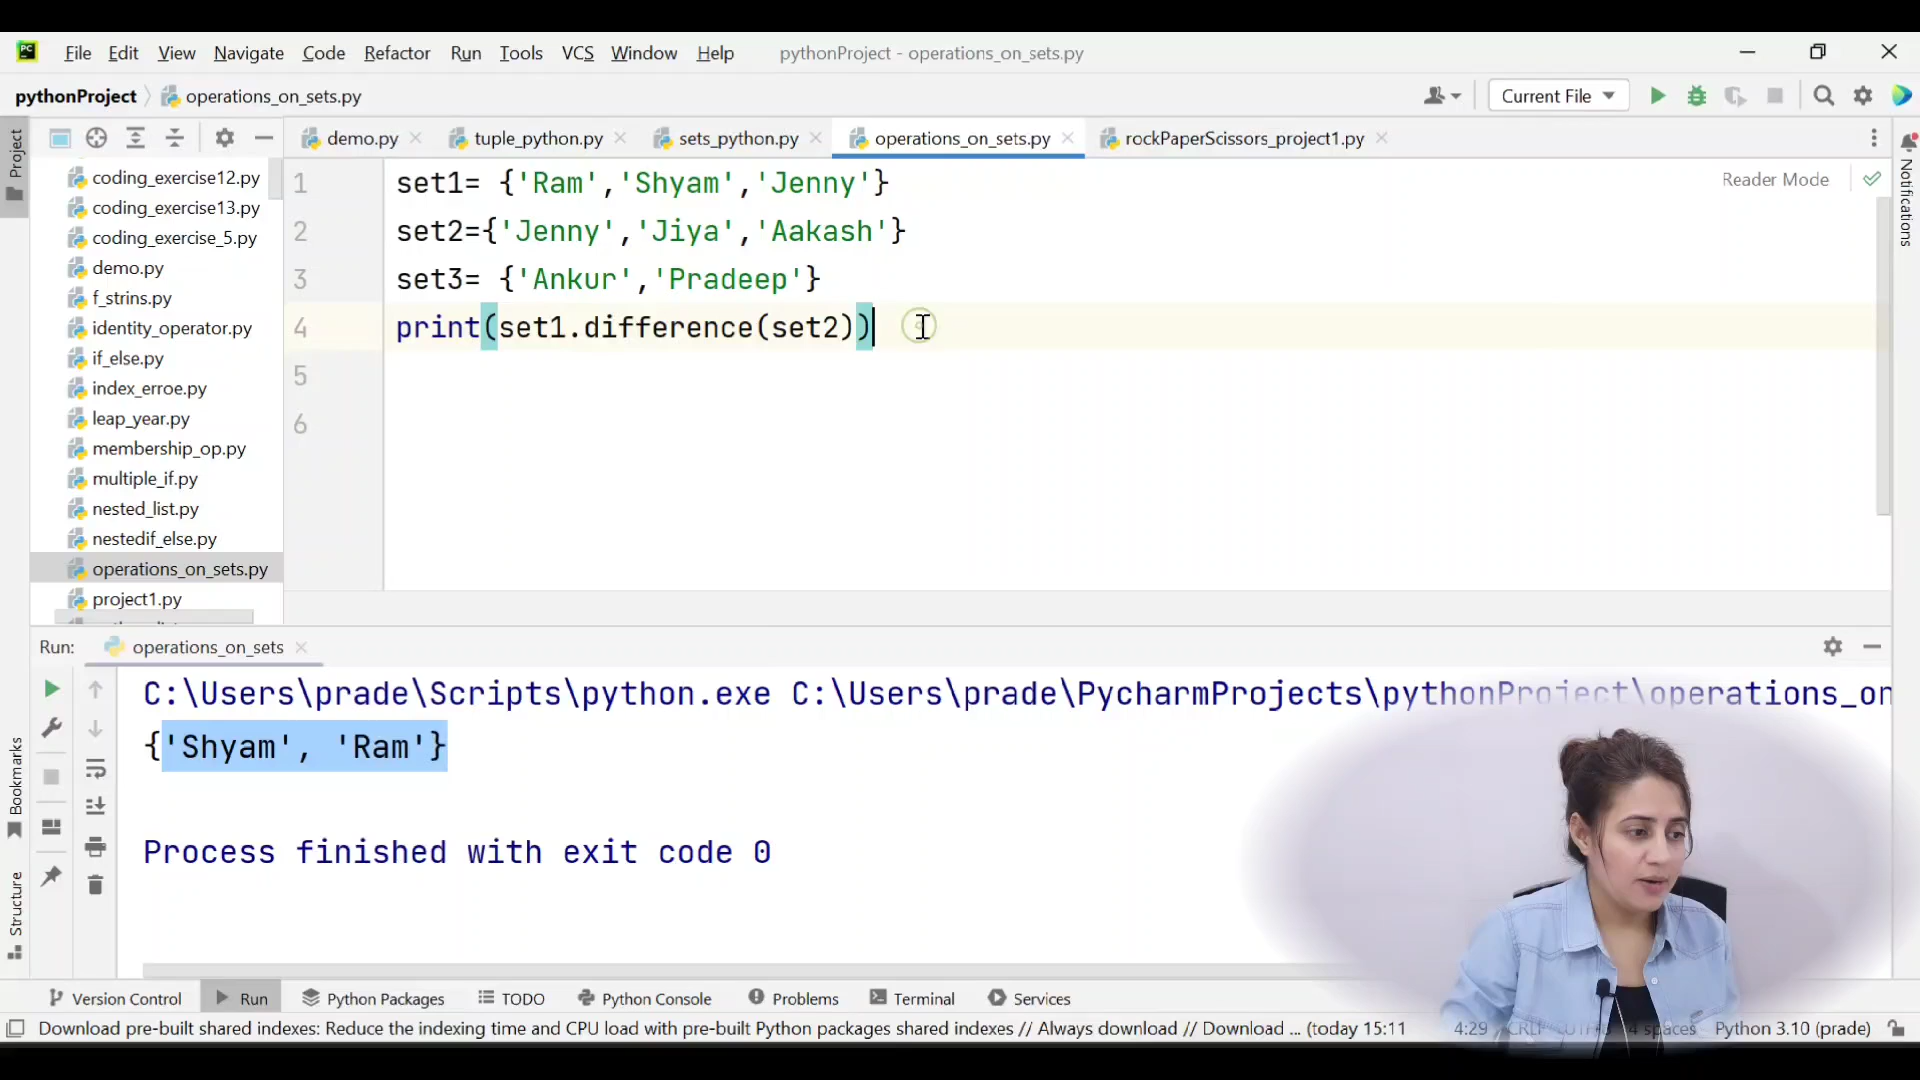 PC
File Edit View Navigate Code Refactor Run Tools VCS Window Help pythonProject - operations_on_sets.py
pythonProject operations_on_sets.py Current File
Project
demo.py tuple_python.py sets_python.py operations_on_sets.py rockPaperScissors_project1.py
Notifications
coding_exercise12.py
coding_exercise13.py
coding_exercise_5.py
demo.py
f_strins.py
identity_operator.py
if_else.py
index_erroe.py
leap_year.py
membership_op.py
multiple_if.py
nested_list.py
nestedif_else.py
operations_on_sets.py
project1.py
Reader Mode
1 set1= {'Ram','Shyam','Jenny'}
2 set2={'Jenny','Jiya','Aakash'}
3 set3= {'Ankur','Pradeep'}
4 print(set1.difference(set2))
5
6
Run: operations_on_sets
C:\Users\prade\Scripts\python.exe C:\Users\prade\PycharmProjects\pythonProject\operations_on
{'Shyam', 'Ram'}
Process finished with exit code 0
Bookmarks
Structure
Version Control Run Python Packages TODO Python Console Problems Terminal Services
Download pre-built shared indexes: Reduce the indexing time and CPU load with pre-built Python packages shared indexes // Always download // Download ... (today 15:11 4:29 CRLF UTF-8 4 spaces Python 3.10 (prade)